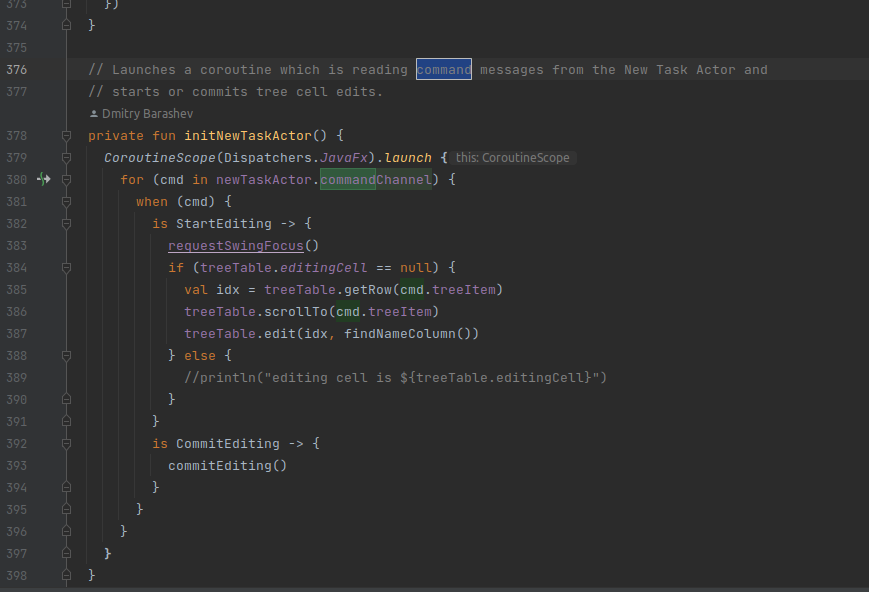 373 })
374 }
375
376 // Launches a coroutine which is reading command messages from the New Task Actor and
377 // starts or commits tree cell edits.
Dmitry Barashev
378 private fun initNewTaskActor() {
379 CoroutineScope(Dispatchers.JavaFx).launch { this: CoroutineScope
380 for (cmd in newTaskActor.commandChannel) {
381 when (cmd) {
382 is StartEditing -> {
383 requestSwingFocus()
384 if (treeTable.editingCell == null) {
385 val idx = treeTable.getRow(cmd.treeItem)
386 treeTable.scrollTo(cmd.treeItem)
387 treeTable.edit(idx, findNameColumn())
388 } else {
389 //println("editing cell is ${treeTable.editingCell}")
390 }
391 }
392 is CommitEditing -> {
393 commitEditing()
394 }
395 }
396 }
397 }
398 }